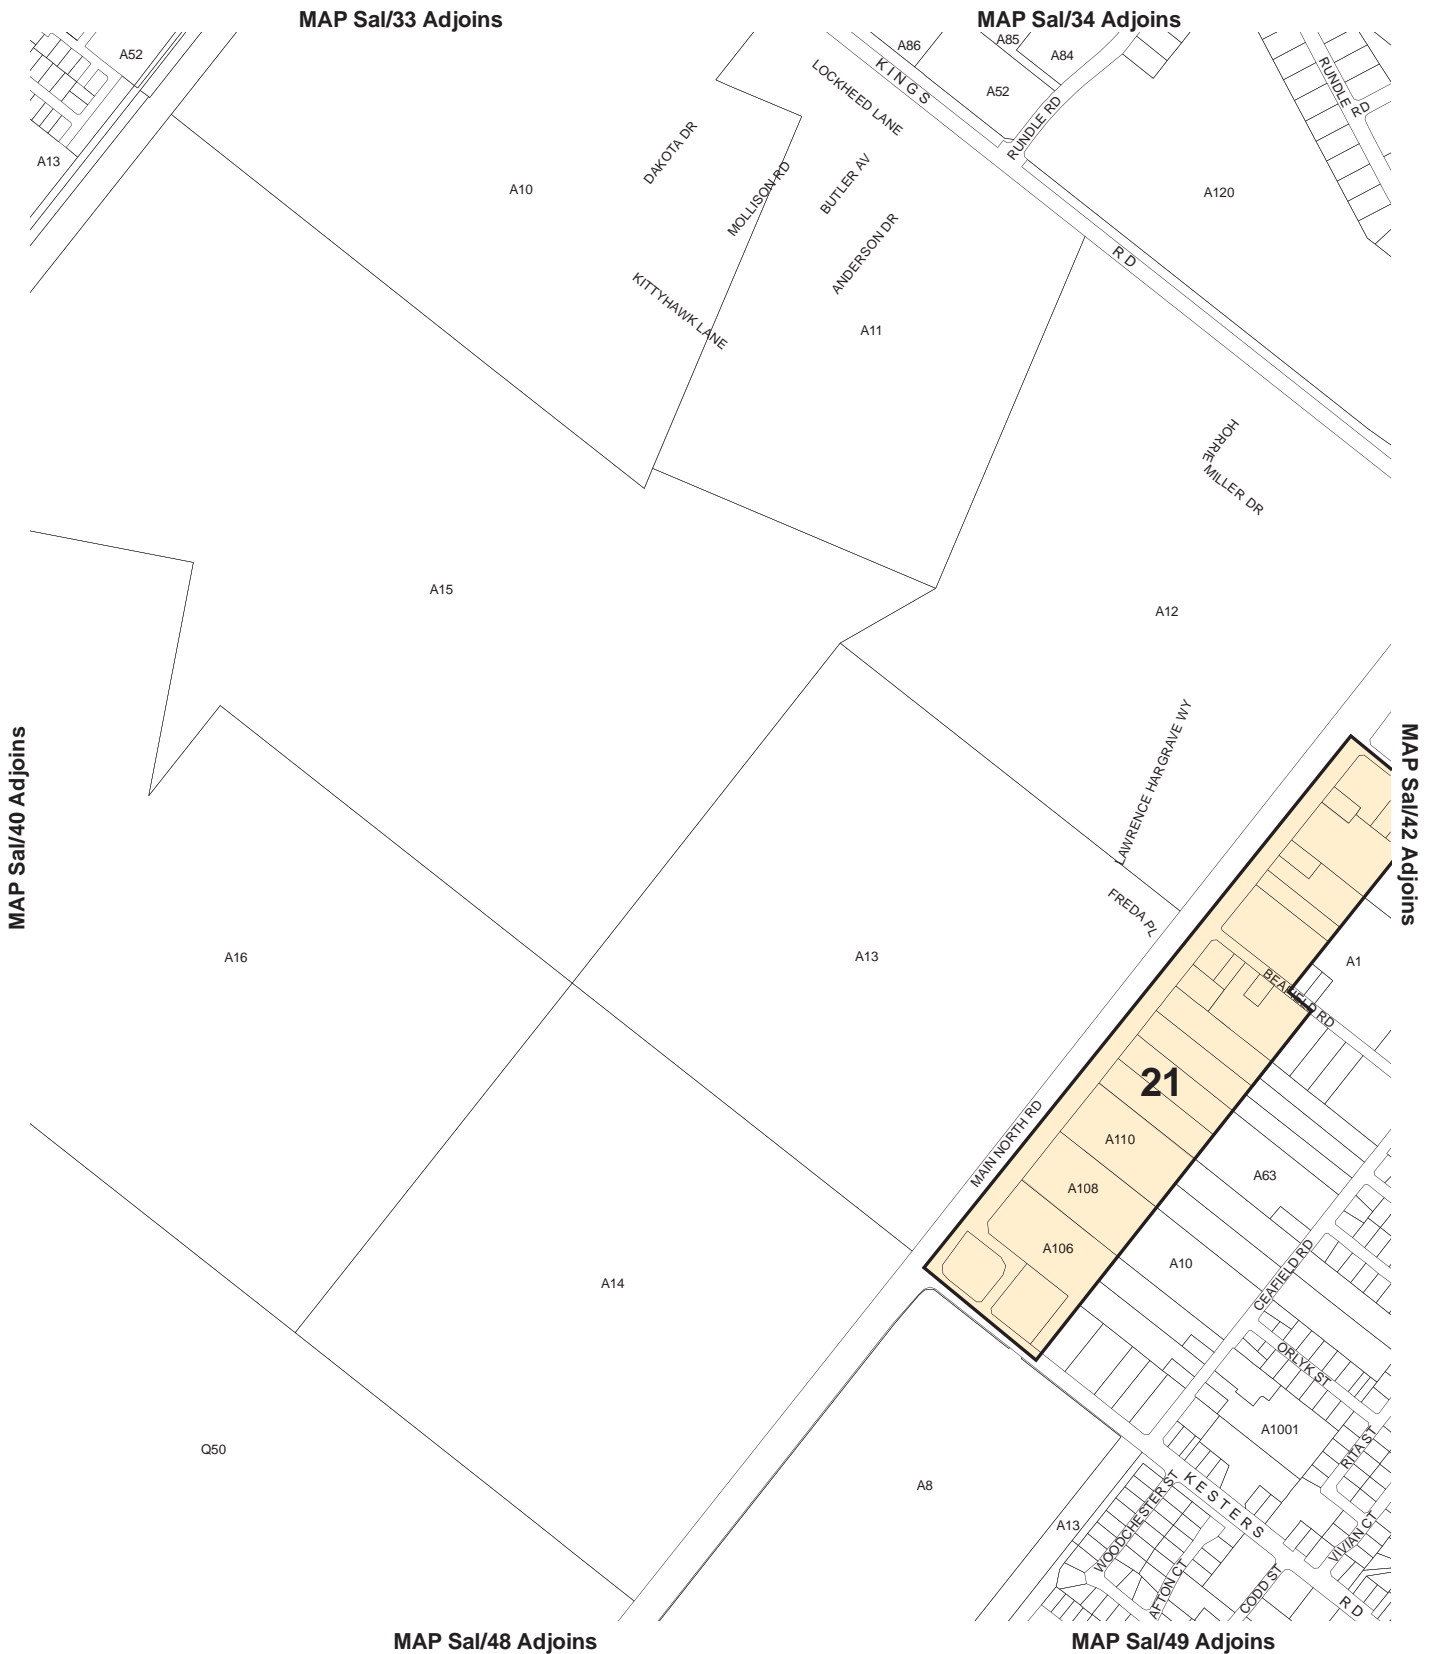 MAP Sal/33 Adjoins
MAP Sal/34 Adjoins
A52
A86
A85
A84
KINGS
LOCKHEED LANE
A52
RUNDLE RD
RUNDLE RD
A13
DAKOTA DR
A10
MOLLISON RD
BUTLER AV
A120
ANDERSON DR
RD
KITTYHAWK LANE
A11
HORRIE
MILLER DR
A15
A12
MAP Sal/40 Adjoins
MAP Sal/42 Adjoins
LAWRENCE HARGRAVE WY
FREDA PL
A16
A13
A1
BEAFIELD RD
21
MAIN NORTH RD
A110
A63
A108
A106
A10
CEAFIELD RD
A14
ORLYK ST
A1001
RITA ST
Q50
A8
KESTERS
A13
WOODCHESTER ST
VIVIAN CT
AFTON CT
CODD ST
RD
MAP Sal/48 Adjoins
MAP Sal/49 Adjoins